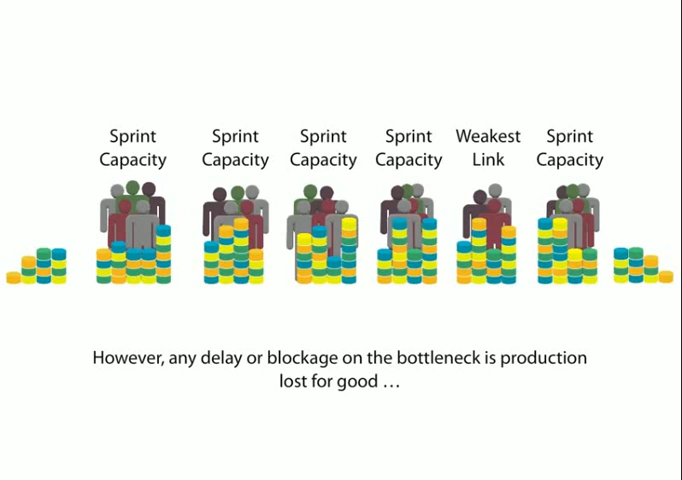 Sprint Capacity
Sprint Capacity
Sprint Capacity
Sprint Capacity
Weakest Link
Sprint Capacity
However, any delay or blockage on the bottleneck is production
lost for good …